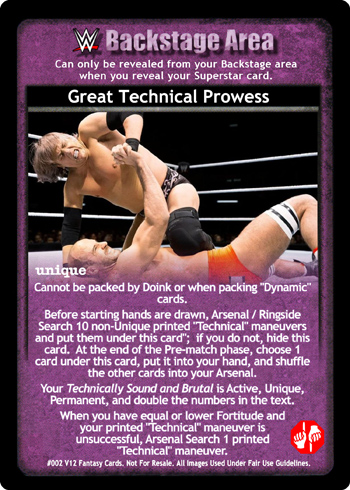 W Backstage Area
Can only be revealed from your Backstage area
when you reveal your Superstar card.
Great Technical Prowess
unique
Cannot be packed by Doink or when packing "Dynamic"
cards.
Before starting hands are drawn, Arsenal / Ringside
Search 10 non-Unique printed "Technical" maneuvers
and put them under this card"; if you do not, hide this
card. At the end of the Pre-match phase, choose 1
card under this card, put it into your hand, and shuffle
the other cards into your Arsenal.
Your Technically Sound and Brutal is Active, Unique,
Permanent, and double the numbers in the text.
When you have equal or lower Fortitude and
your printed "Technical" maneuver is
unsuccessful, Arsenal Search 1 printed
"Technical" maneuver.
#002 V12 Fantasy Cards. Not For Resale. All Images Used Under Fair Use Guidelines.